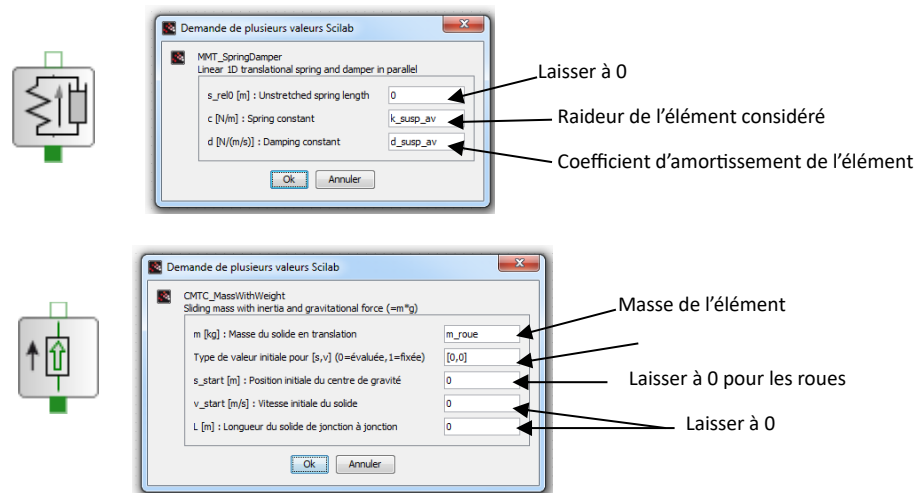 Demande de plusieurs valeurs Scilab
MMT_SpringDamper
Linear 1D translational spring and damper in parallel
s_rel0 [m] : Unstretched spring length 0
c [N/m] : Spring constant k_susp_av
d [N/(m/s)] : Damping constant d_susp_av
Ok Annuler
Laisser à 0
Raideur de l’élément considéré
Coefficient d’amortissement de l’élément
Demande de plusieurs valeurs Scilab
CMTC_MassWithWeight
Sliding mass with inertia and gravitational force (=m*g)
m [kg] : Masse du solide en translation m_roue
Type de valeur initiale pour [s,v] (0=évaluée,1=fixée) [0,0]
s_start [m] : Position initiale du centre de gravité 0
v_start [m/s] : Vitesse initiale du solide 0
L [m] : Longueur du solide de jonction à jonction 0
Ok Annuler
Masse de l’élément
Laisser à 0 pour les roues
Laisser à 0